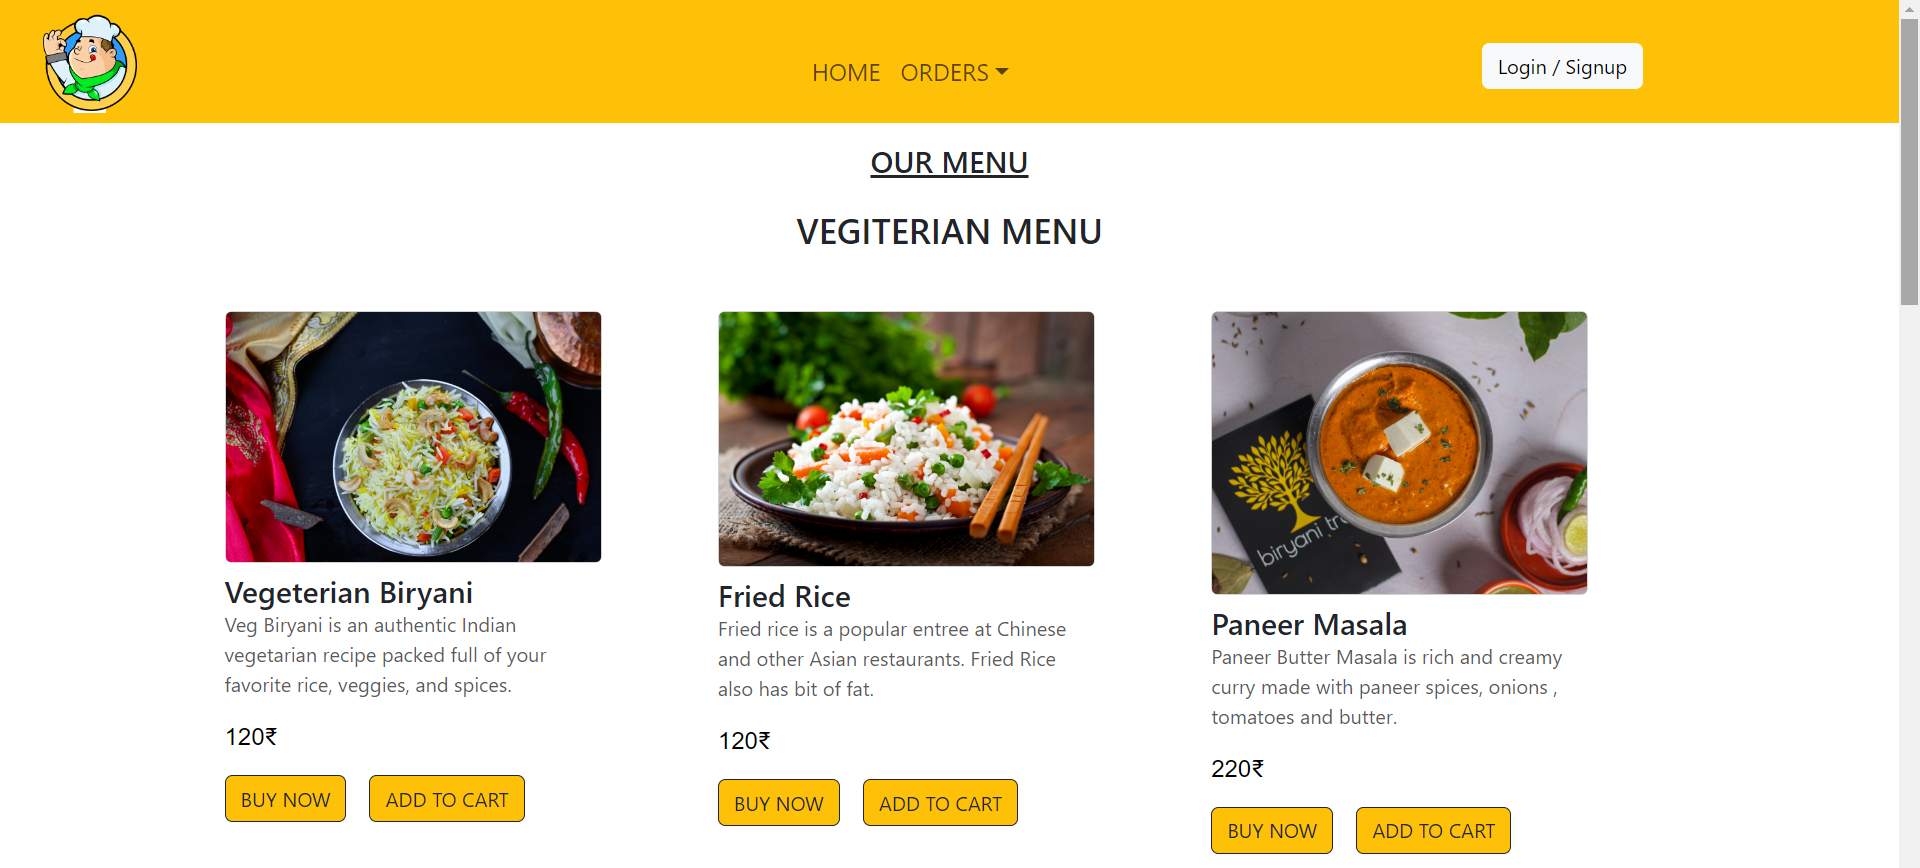 HOME ORDERS
Login / Signup
OUR MENU
VEGITERIAN MENU
biryani
Vegeterian Biryani
Veg Biryani is an authentic Indian
vegetarian recipe packed full of your
favorite rice, veggies, and spices.
120₹
BUY NOW ADD TO CART
Fried Rice
Fried rice is a popular entree at Chinese
and other Asian restaurants. Fried Rice
also has bit of fat.
120₹
BUY NOW ADD TO CART
Paneer Masala
Paneer Butter Masala is rich and creamy
curry made with paneer spices, onions ,
tomatoes and butter.
220₹
BUY NOW ADD TO CART